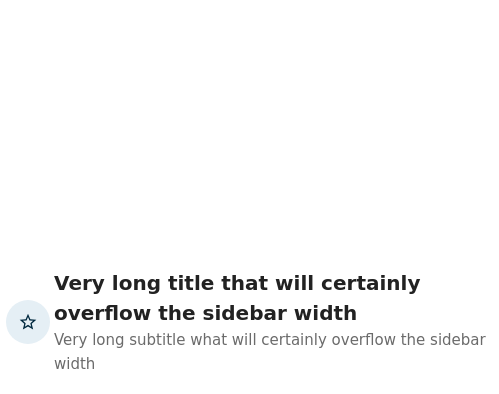 Very long title that will certainly
overflow the sidebar width
Very long subtitle what will certainly overflow the sidebar
width